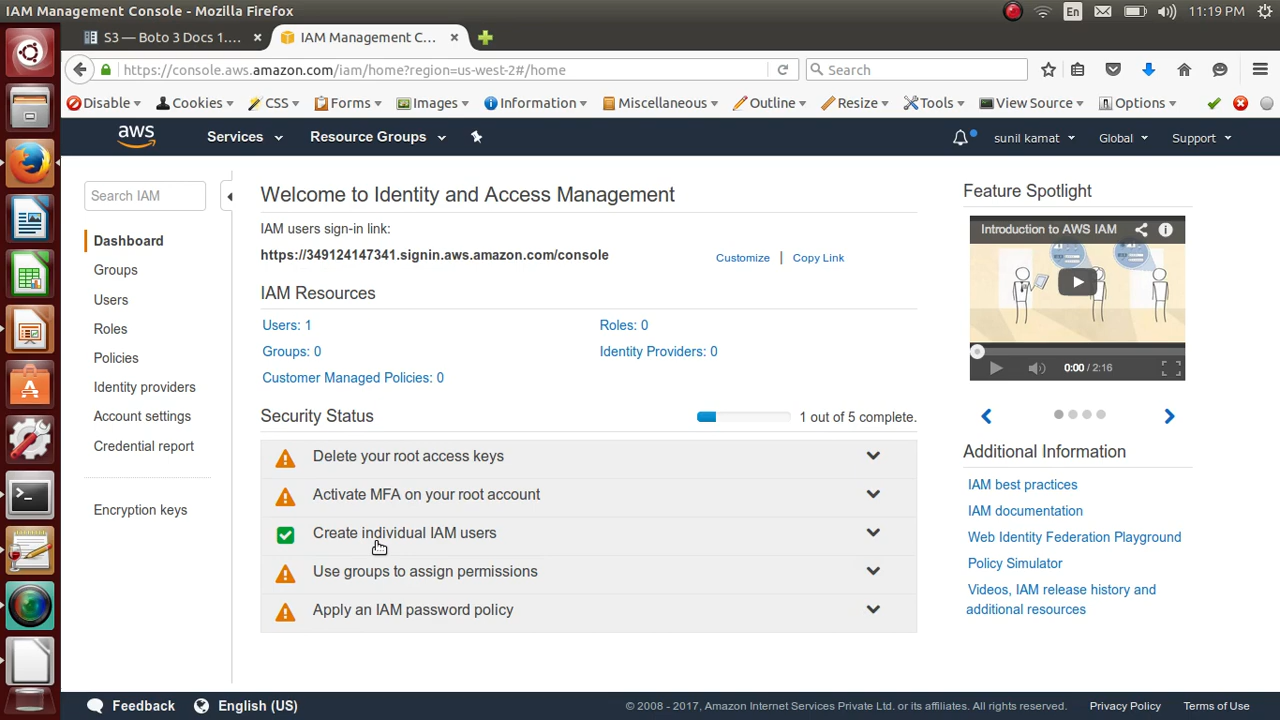 IAM Management Console - Mozilla Firefox
En
11:19 PM
S3 — Boto 3 Docs 1....
IAM Management C...
https://console.aws.amazon.com/iam/home?region=us-west-2#/home
Search
Disable
Cookies
CSS
Forms
Images
Information
Miscellaneous
Outline
Resize
Tools
View Source
Options
aws
Services
Resource Groups
sunil kamat
Global
Support
Search IAM
Dashboard
Groups
Users
Roles
Policies
Identity providers
Account settings
Credential report
Encryption keys
Welcome to Identity and Access Management
IAM users sign-in link:
https://349124147341.signin.aws.amazon.com/console
Customize | Copy Link
IAM Resources
Users: 1
Roles: 0
Groups: 0
Identity Providers: 0
Customer Managed Policies: 0
Security Status
1 out of 5 complete.
Delete your root access keys
Activate MFA on your root account
Create individual IAM users
Use groups to assign permissions
Apply an IAM password policy
Feature Spotlight
Introduction to AWS IAM
0:00 / 2:16
Additional Information
IAM best practices
IAM documentation
Web Identity Federation Playground
Policy Simulator
Videos, IAM release history and
additional resources
Feedback
English (US)
© 2008 - 2017, Amazon Internet Services Private Ltd. or its affiliates. All rights reserved.
Privacy Policy
Terms of Use